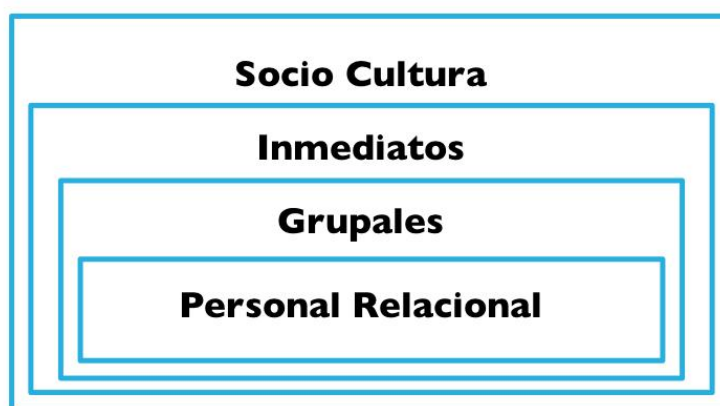 Socio Cultura
Inmediatos
Grupales
Personal Relacional